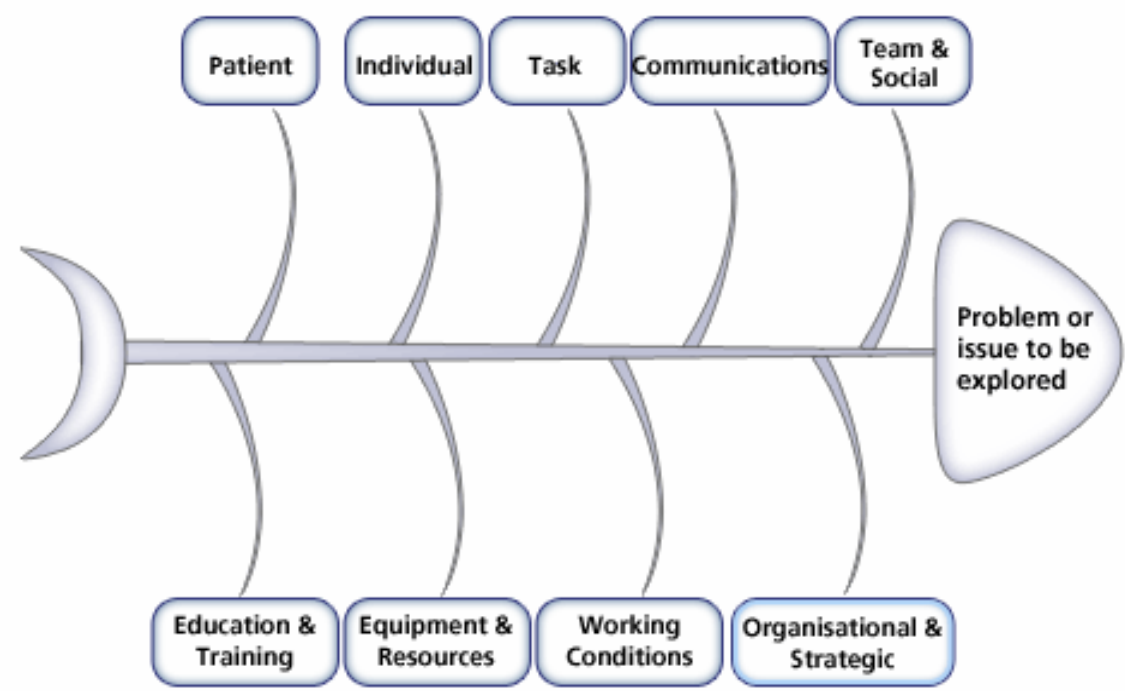 Patient
Individual
Task
Communications
Team &
Social
Problem or
issue to be
explored
Education &
Training
Equipment &
Resources
Working
Conditions
Organisational &
Strategic